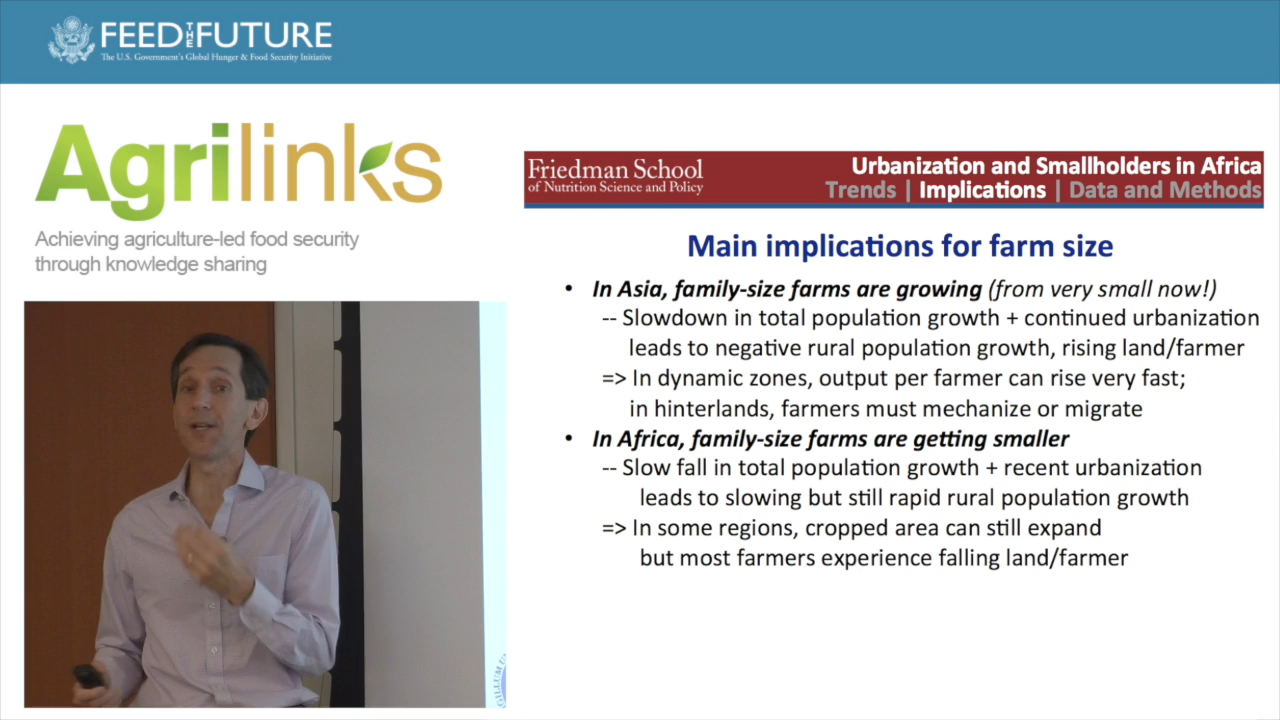 FEED THE FUTURE
The U.S. Government's Global Hunger & Food Security Initiative
Agrilinks
Achieving agriculture-led food security
through knowledge sharing
Friedman School
of Nutrition Science and Policy
Urbanization and Smallholders in Africa
Trends | Implications | Data and Methods
Main implications for farm size
• In Asia, family-size farms are growing (from very small now!)
-- Slowdown in total population growth + continued urbanization
leads to negative rural population growth, rising land/farmer
=> In dynamic zones, output per farmer can rise very fast;
in hinterlands, farmers must mechanize or migrate
• In Africa, family-size farms are getting smaller
-- Slow fall in total population growth + recent urbanization
leads to slowing but still rapid rural population growth
=> In some regions, cropped area can still expand
but most farmers experience falling land/farmer